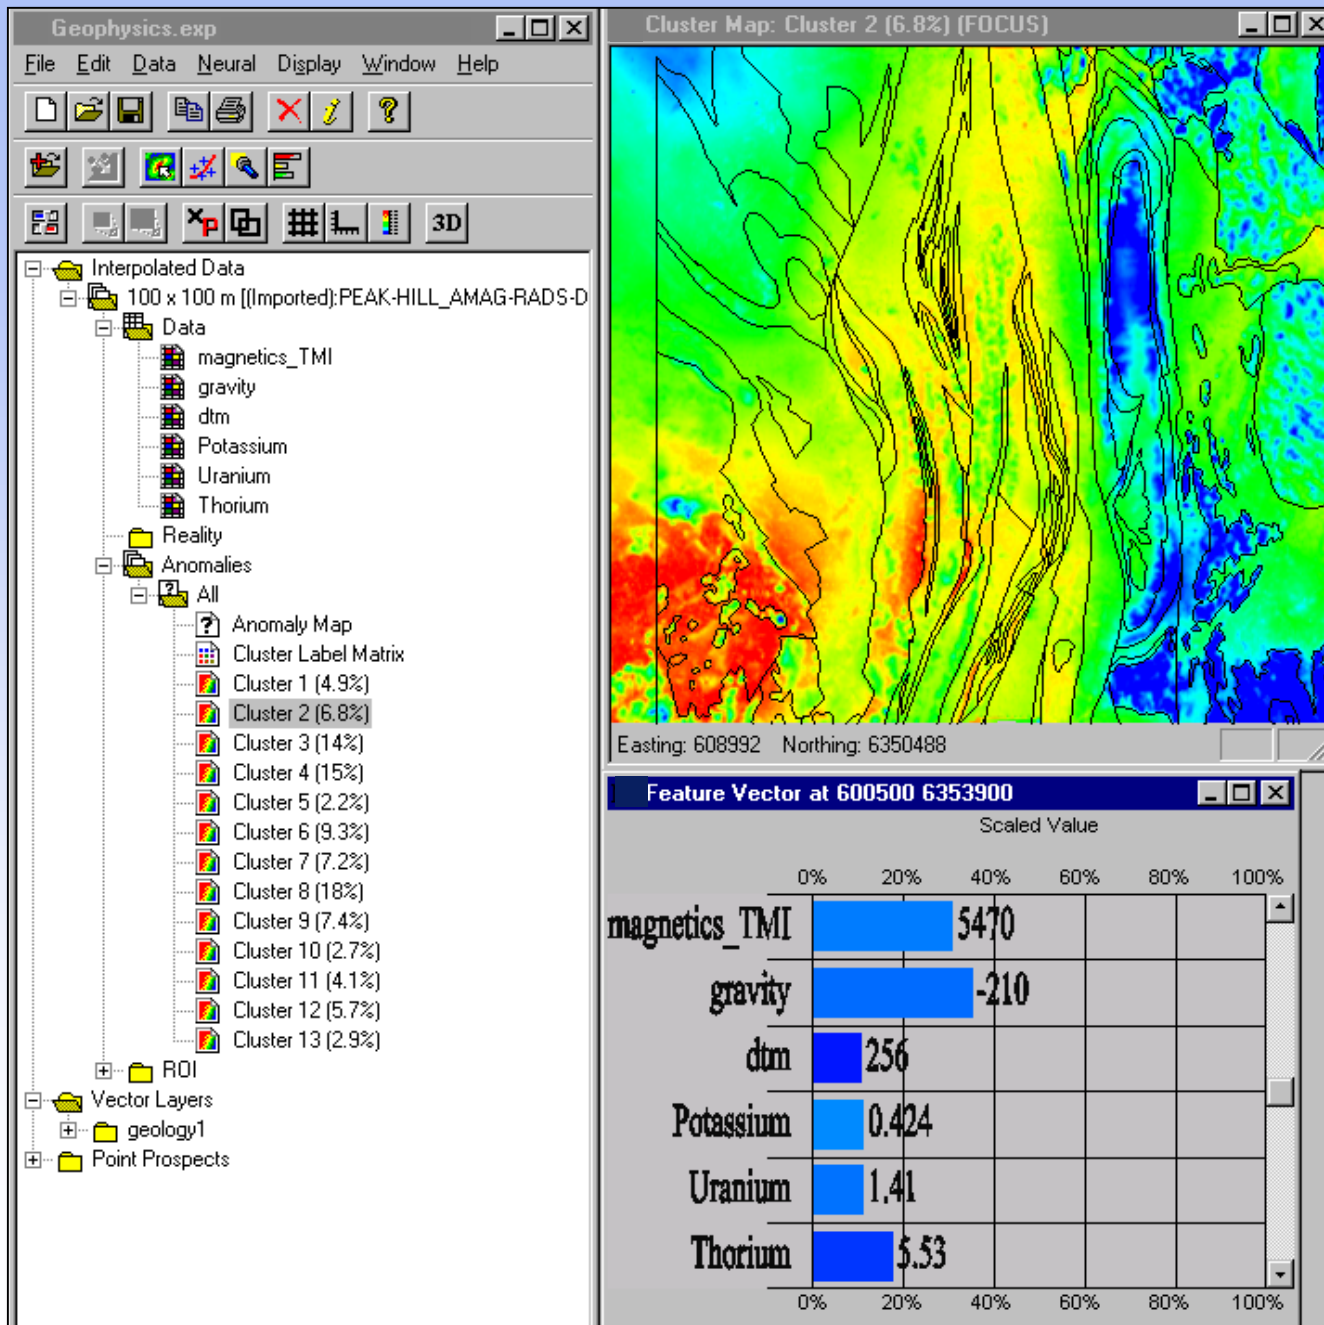 Geophysics.exp
File Edit Data Neural Display Window Help
3D
Interpolated Data
100 x 100 m [(Imported):PEAK-HILL_AMAG-RADS-D
Data
magnetics_TMI
gravity
dtm
Potassium
Uranium
Thorium
Reality
Anomalies
All
Anomaly Map
Cluster Label Matrix
Cluster 1 (4.9%)
Cluster 2 (6.8%)
Cluster 3 (14%)
Cluster 4 (15%)
Cluster 5 (2.2%)
Cluster 6 (9.3%)
Cluster 7 (7.2%)
Cluster 8 (18%)
Cluster 9 (7.4%)
Cluster 10 (2.7%)
Cluster 11 (4.1%)
Cluster 12 (5.7%)
Cluster 13 (2.9%)
ROI
Vector Layers
geology1
Point Prospects
Cluster Map: Cluster 2 (6.8%) (FOCUS)
Easting: 608992 Northing: 6350488
Feature Vector at 600500 6353900
Scaled Value
0% 20% 40% 60% 80% 100%
magnetics_TMI 5470
gravity -210
dtm 256
Potassium 0.424
Uranium 1.41
Thorium 5.53
0% 20% 40% 60% 80% 100%